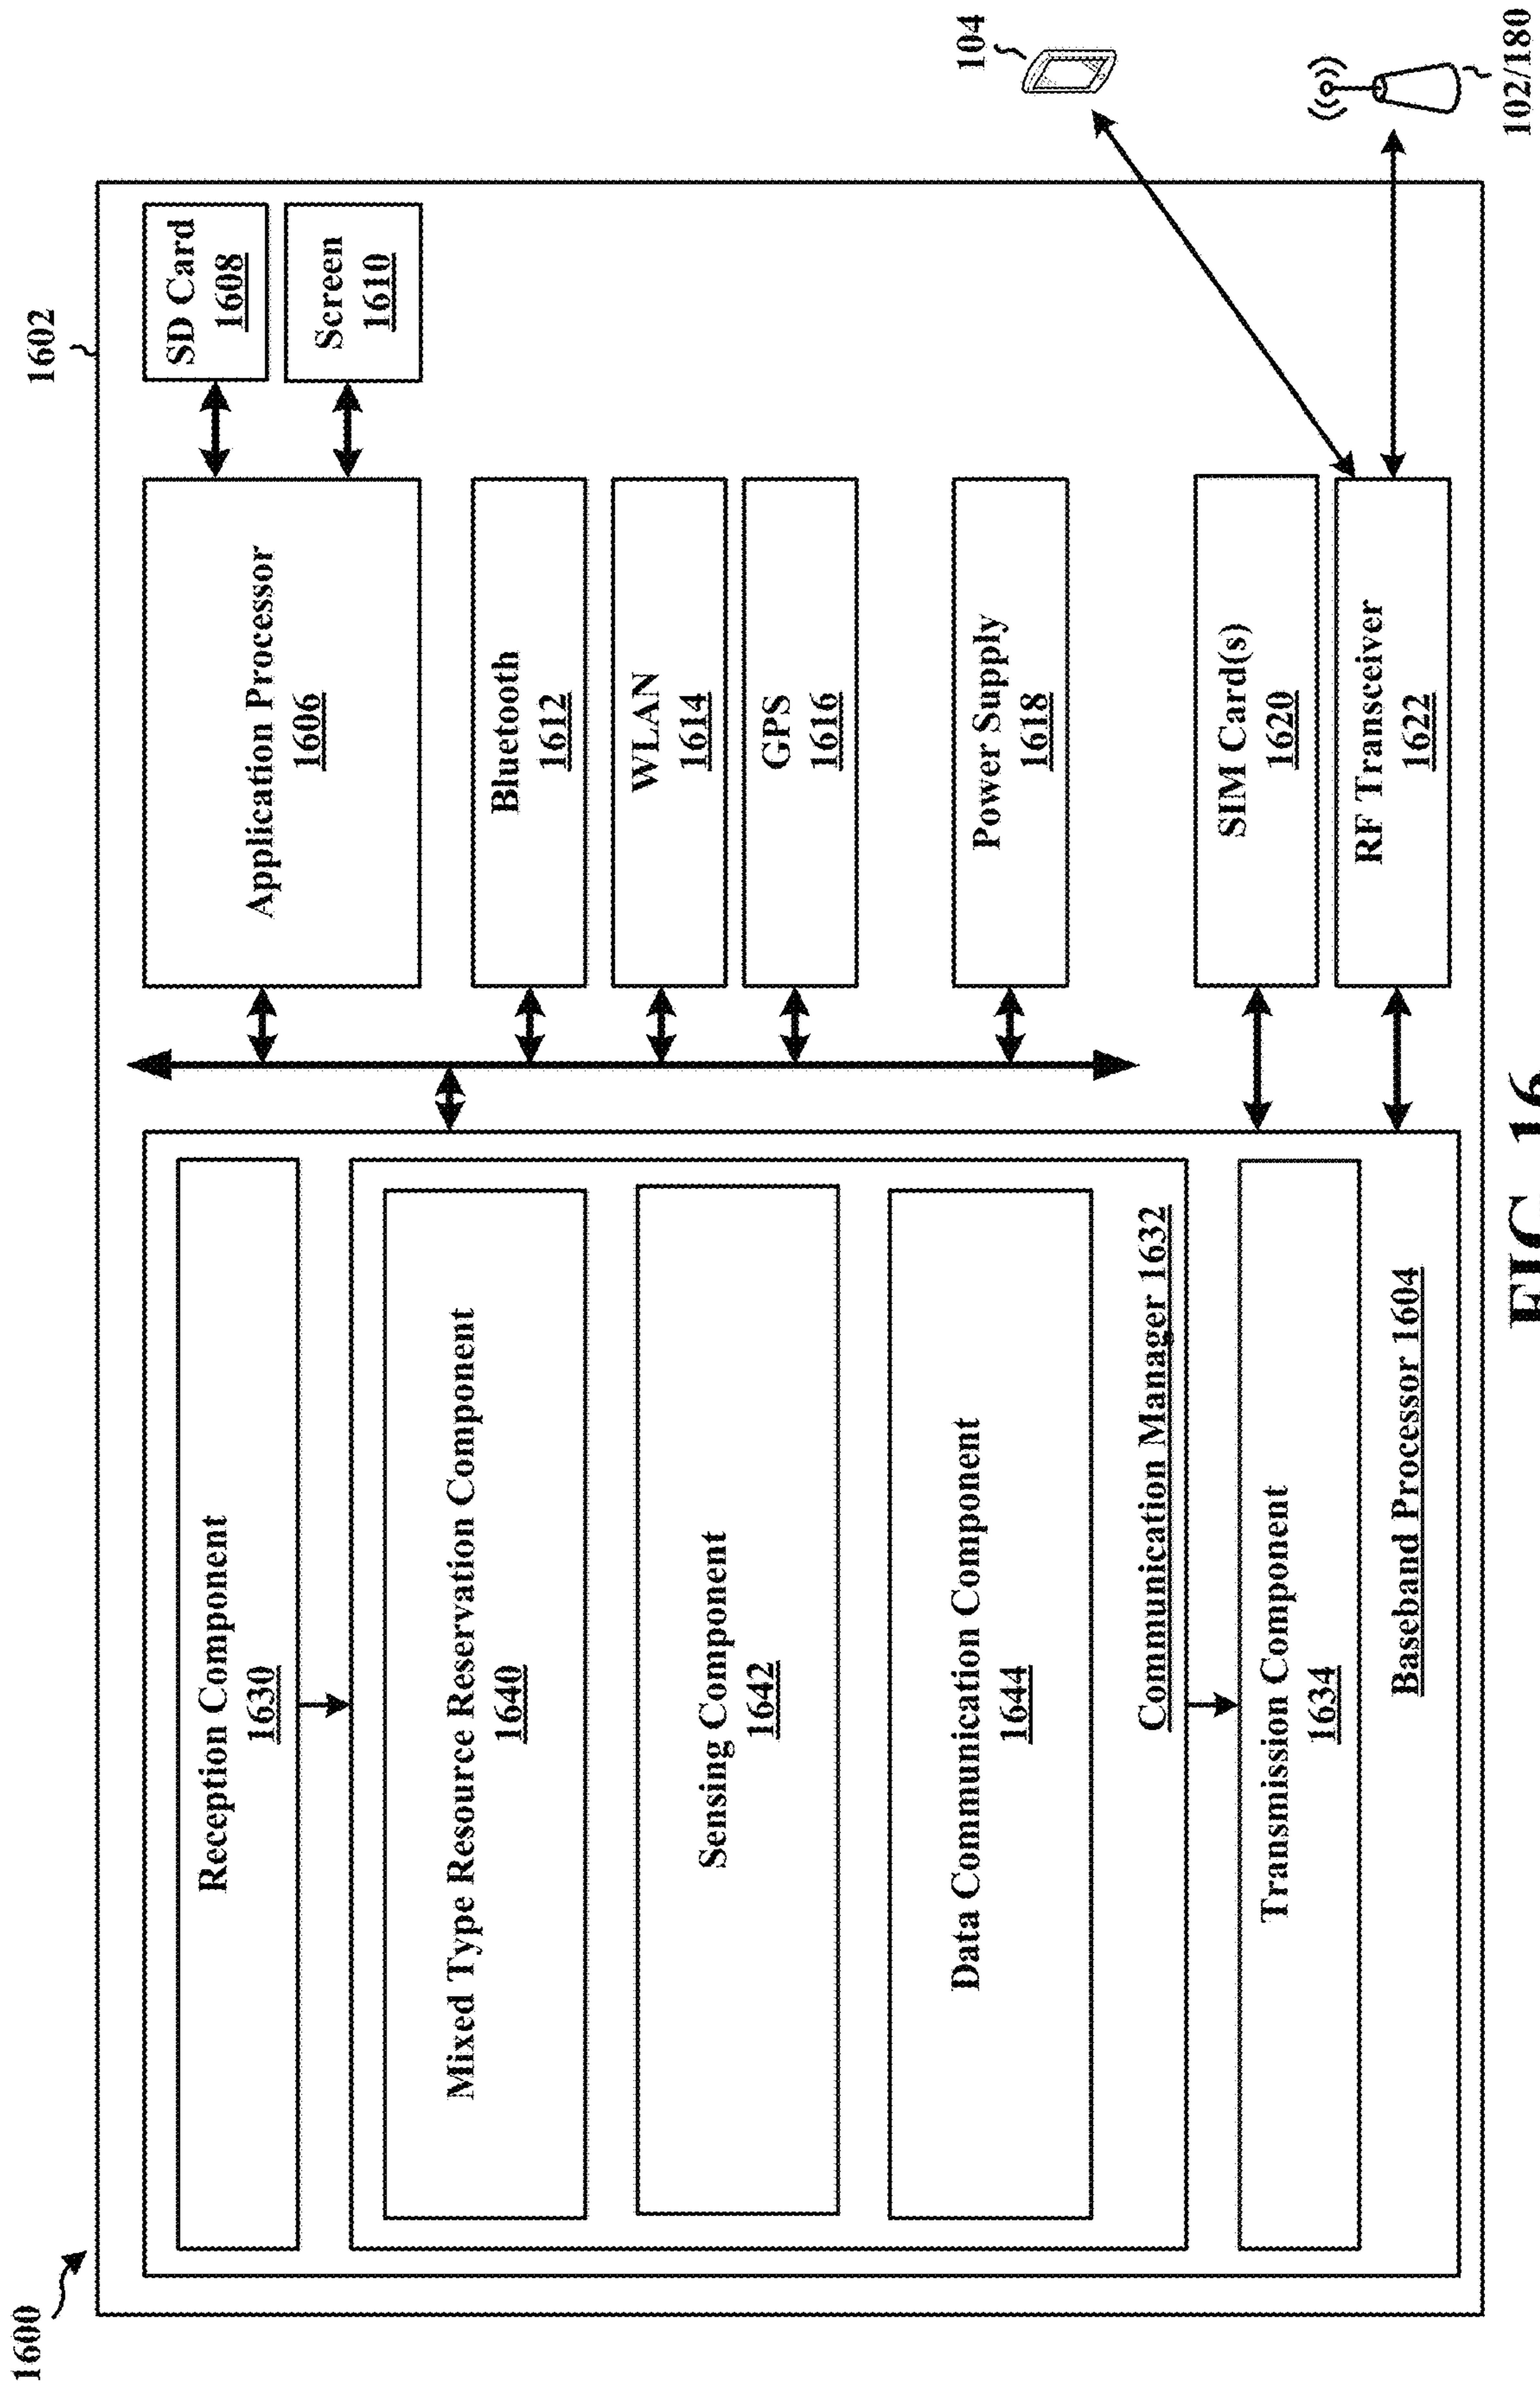 1600
1602
Reception Component
1630
Mixed Type Resource Reservation Component
1640
Sensing Component
1642
Data Communication Component
1644
Communication Manager 1632
Transmission Component
1634
Baseband Processor 1604
Application Processor
1606
SD Card
1608
Screen
1610
Bluetooth
1612
WLAN
1614
GPS
1616
Power Supply
1618
SIM Card(s)
1620
RF Transceiver
1622
104
102/180
FIG. 16